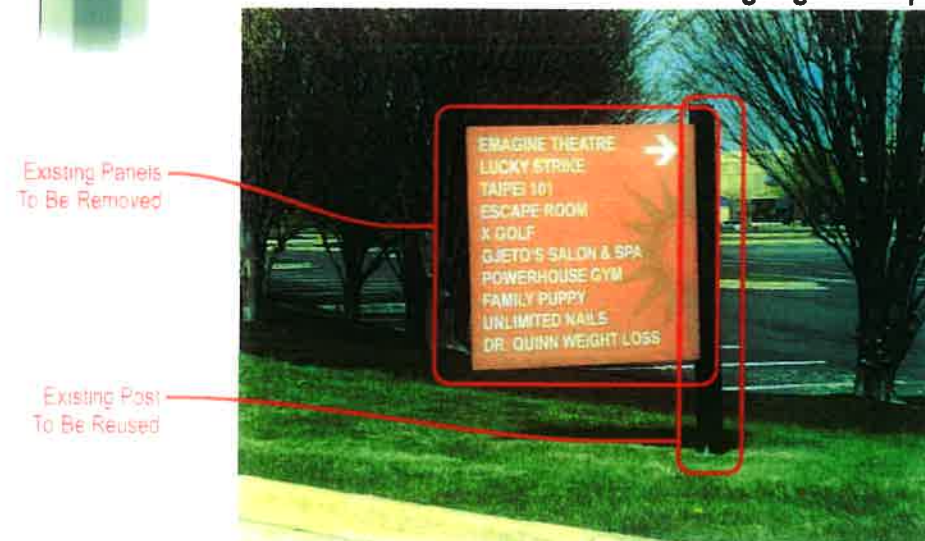 Existing Panels
To Be Removed
EMAGINE THEATRE
LUCKY STRIKE
TAIPEI 101
ESCAPE ROOM
X GOLF
GJETO'S SALON & SPA
POWERHOUSE GYM
FAMILY PUPPY
UNLIMITED NAILS
DR. QUINN WEIGHT LOSS
Existing Post
To Be Reused